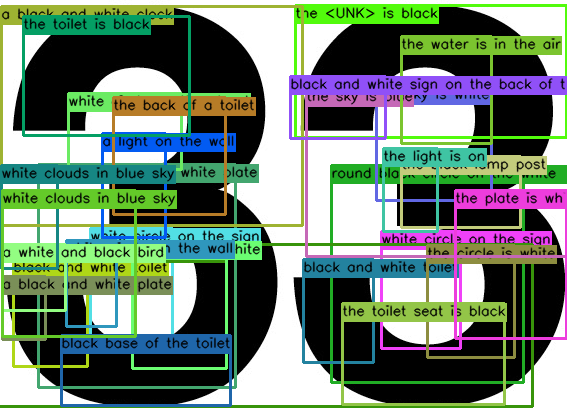 a black and white clock
the toilet is black
the <UNK> is black
the water is in the air
black and white sign on the back of t
the sky is
sky is white
white
the back of a toilet
a light on the wall
the light is on
mp post
white clouds in blue sky
white plate
round bla
white clouds in blue sky
the plate is wh
white circle on the sign
white circle on the sign
a white and black bird
n the wall
hite
the circle is white
black and white toilet
black and white toilet
a black and white plate
the toilet seat is black
black base of the toilet